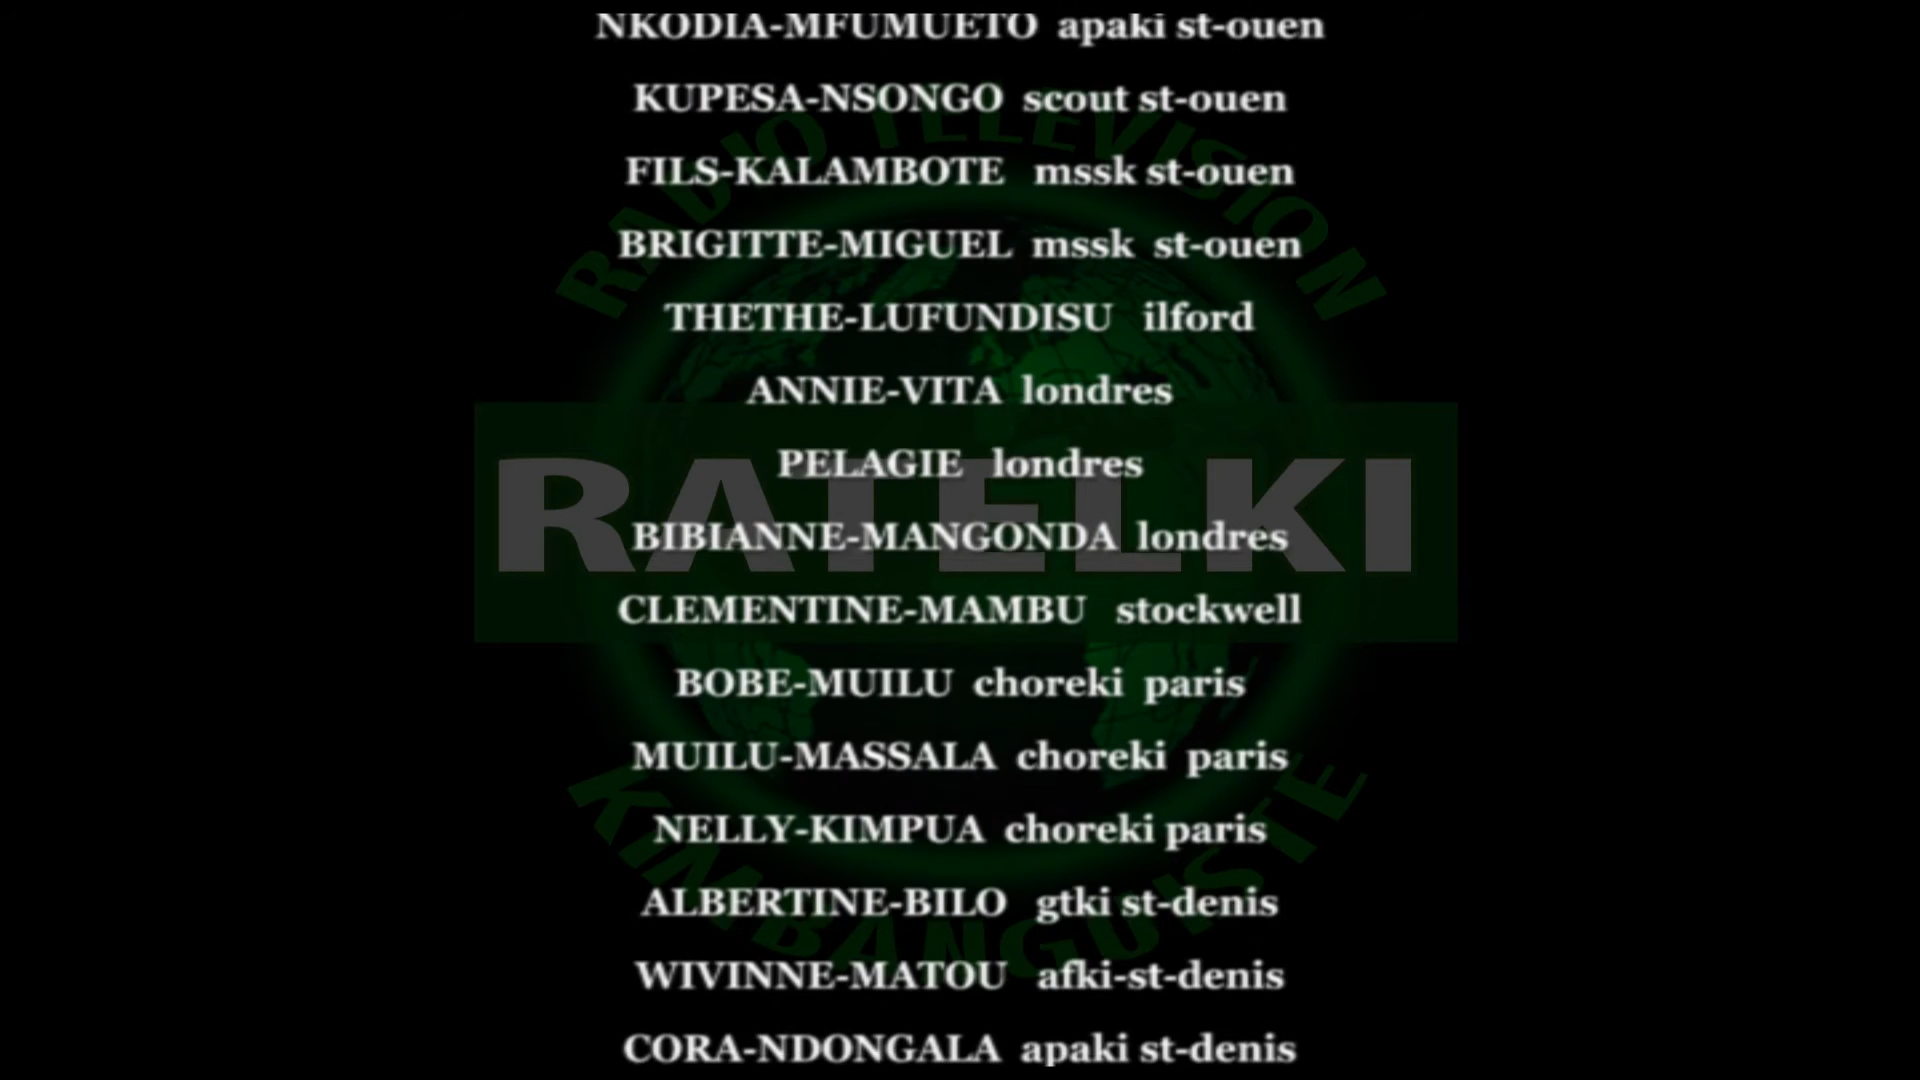 NKODIA-MFUMUETO apaki st-ouen
KUPESA-NSONGO scout st-ouen
RADIO TELEVISION
FILS-KALAMBOTE mssk st-ouen
BRIGITTE-MIGUEL mssk st-ouen
THETHE-LUFUNDISU ilford
ANNIE-VITA londres
PELAGIE londres
RATELKI
BIBIANNE-MANGONDA londres
CLEMENTINE-MAMBU stockwell
BOBE-MUILU choreki paris
MUILU-MASSALA choreki paris
NELLY-KIMPUA choreki paris
KIMBANGUISTE
ALBERTINE-BILO gtki st-denis
WIVINNE-MATOU afki-st-denis
CORA-NDONGALA apaki st-denis